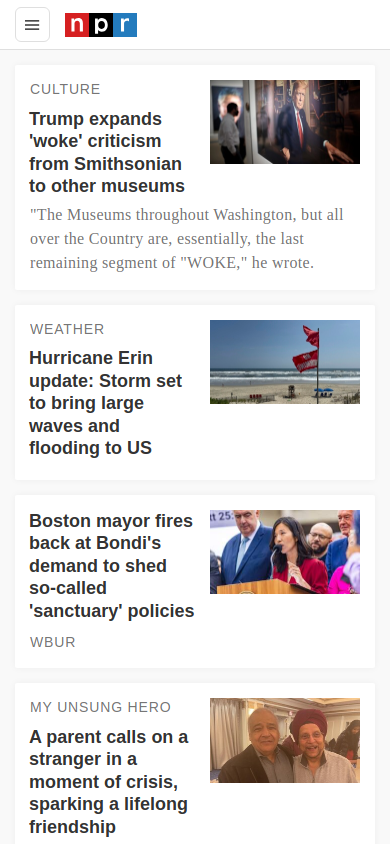 npr
CULTURE
Trump expands
'woke' criticism
from Smithsonian
to other museums
"The Museums throughout Washington, but all
over the Country are, essentially, the last
remaining segment of "WOKE," he wrote.
WEATHER
Hurricane Erin
update: Storm set
to bring large
waves and
flooding to US
Boston mayor fires
back at Bondi's
demand to shed
so-called
'sanctuary' policies
tt 25:
WBUR
MY UNSUNG HERO
A parent calls on a
stranger in a
moment of crisis,
sparking a lifelong
friendship